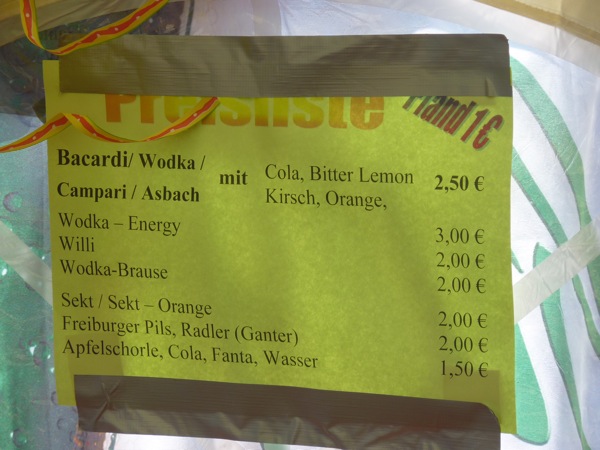 Preisliste
Pfand 1 €
Bacardi/ Wodka /
Campari / Asbach
mit
Cola, Bitter Lemon
Kirsch, Orange,
2,50 €
Wodka – Energy 3,00 €
Willi 2,00 €
Wodka-Brause 2,00 €
Sekt / Sekt – Orange 2,00 €
Freiburger Pils, Radler (Ganter) 2,00 €
Apfelschorle, Cola, Fanta, Wasser 1,50 €